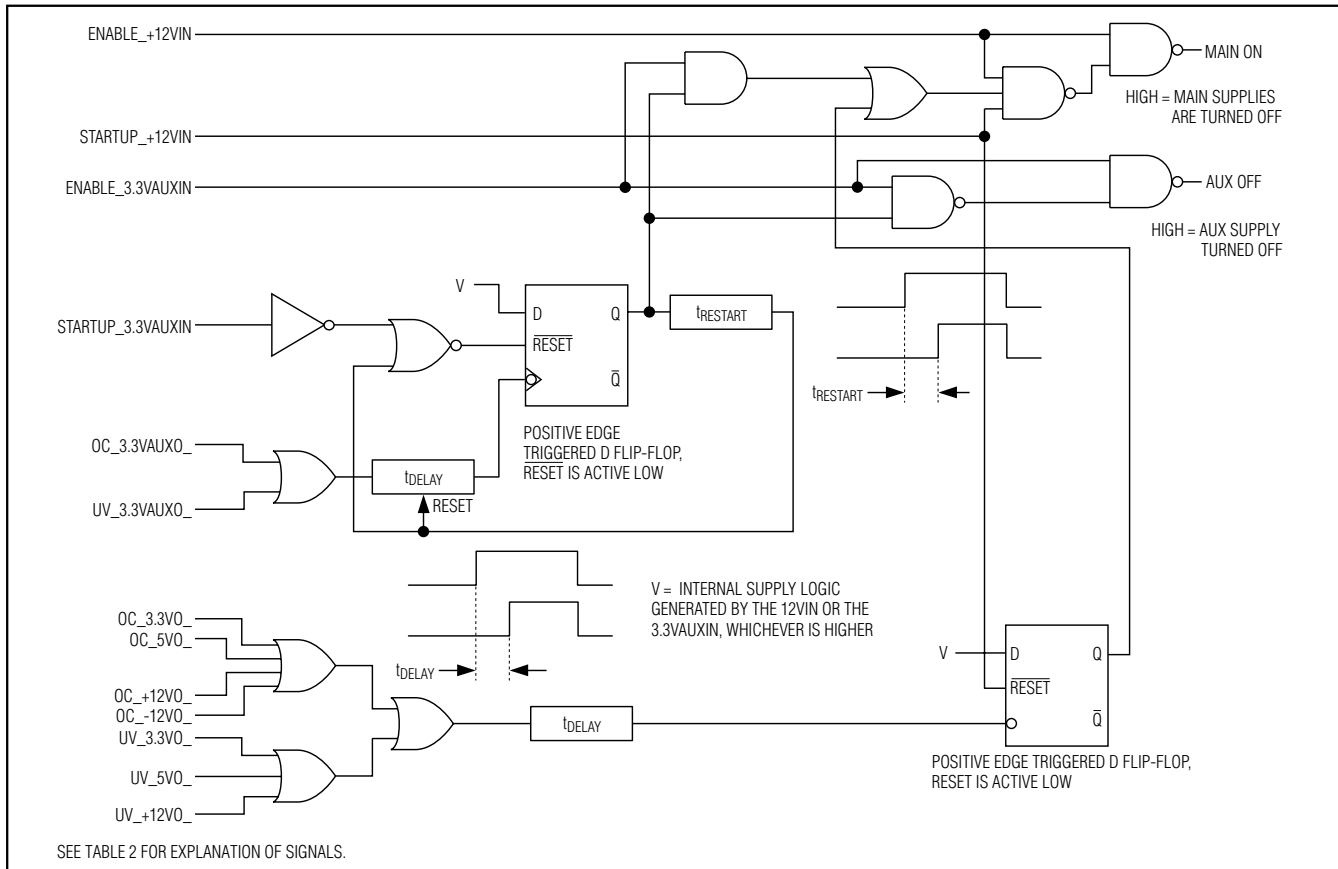 ENABLE_+12VIN
MAIN ON
HIGH = MAIN SUPPLIES
ARE TURNED OFF
STARTUP_+12VIN
ENABLE_3.3VAUXIN
AUX OFF
HIGH = AUX SUPPLY
TURNED OFF
V
D
Q
RESET
Q
tRESTART
STARTUP_3.3VAUXIN
tRESTART
POSITIVE EDGE
TRIGGERED D FLIP-FLOP,
RESET IS ACTIVE LOW
OC_3.3VAUXO_
UV_3.3VAUXO_
tDELAY
RESET
V = INTERNAL SUPPLY LOGIC
GENERATED BY THE 12VIN OR THE
3.3VAUXIN, WHICHEVER IS HIGHER
tDELAY
OC_3.3VO_
OC_5VO_
OC_+12VO_
OC_-12VO_
UV_3.3VO_
UV_5VO_
UV_+12VO_
tDELAY
V
D
Q
RESET
Q
POSITIVE EDGE TRIGGERED D FLIP-FLOP,
RESET IS ACTIVE LOW
SEE TABLE 2 FOR EXPLANATION OF SIGNALS.